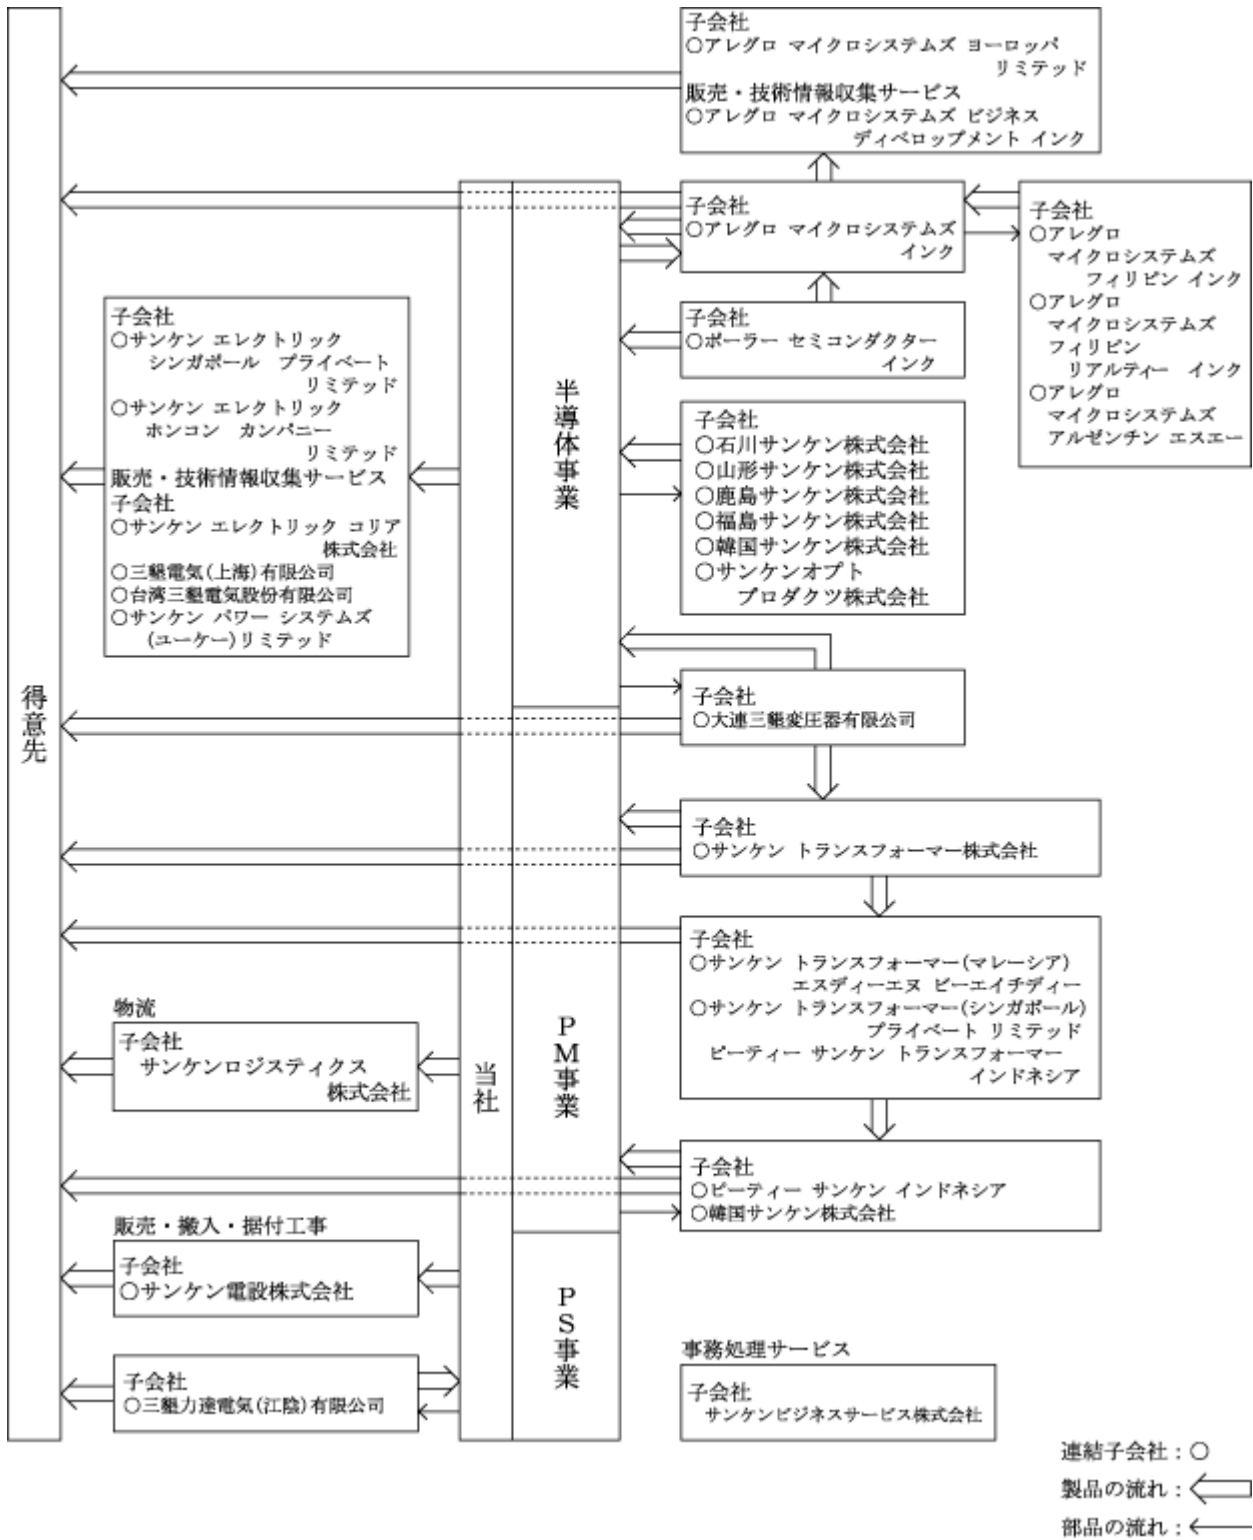 子会社
○アレグロ マイクロシステムズ ヨーロッパ
リミテッド
販売・技術情報収集サービス
○アレグロ マイクロシステムズ ビジネス
ディベロップメント インク
子会社
○アレグロ マイクロシステムズ
インク
子会社
○アレグロ
マイクロシステムズ
フィリピン インク
○アレグロ
マイクロシステムズ
フィリピン
リアルティー インク
○アレグロ
マイクロシステムズ
アルゼンチン エスエー
子会社
○ポーラー セミコンダクター
インク
子会社
○サンケン エレクトリック
シンガポール プライベート
リミテッド
○サンケン エレクトリック
ホンコン カンパニー
リミテッド
販売・技術情報収集サービス
子会社
○サンケン エレクトリック コリア
株式会社
○三墾電気(上海)有限公司
○台湾三墾電気股份有限公司
○サンケン パワー システムズ
(ユーケー)リミテッド
半導体事業
子会社
○石川サンケン株式会社
○山形サンケン株式会社
○鹿島サンケン株式会社
○福島サンケン株式会社
○韓国サンケン株式会社
○サンケンオプト
プロダクツ株式会社
得意先
子会社
○大連三墾変圧器有限公司
子会社
○サンケン トランスフォーマー株式会社
子会社
○サンケン トランスフォーマー(マレーシア)
エスディーエヌ ビーエイチディー
○サンケン トランスフォーマー(シンガポール)
プライベート リミテッド
ピーティー サンケン トランスフォーマー
インドネシア
物流
子会社
サンケンロジスティクス
株式会社
当社
PM事業
子会社
○ピーティー サンケン インドネシア
○韓国サンケン株式会社
販売・搬入・据付工事
子会社
○サンケン電設株式会社
PS事業
子会社
○三墾力達電気(江陰)有限公司
事務処理サービス
子会社
サンケンビジネスサービス株式会社
連結子会社：○
製品の流れ：
部品の流れ：